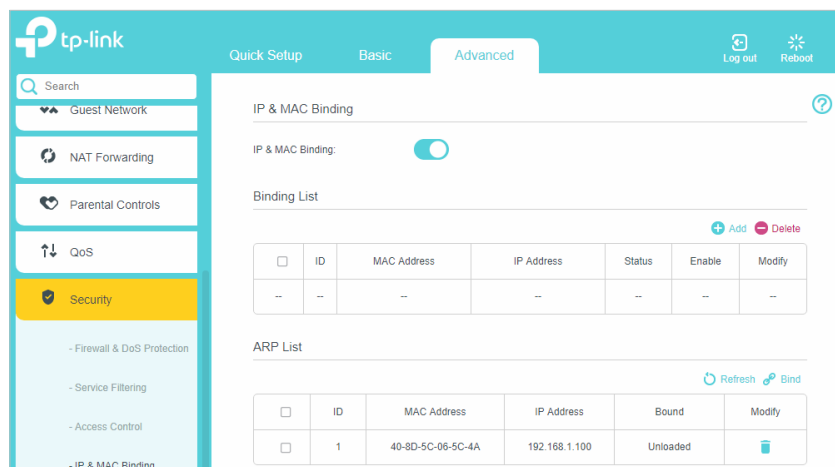 tp-link
Quick Setup Basic Advanced Log out Reboot
Search
Guest Network
NAT Forwarding
Parental Controls
QoS
Security
- Firewall & DoS Protection
- Service Filtering
- Access Control
- IP & MAC Binding
IP & MAC Binding
IP & MAC Binding:
Binding List
Add Delete
ID MAC Address IP Address Status Enable Modify
-- -- -- -- -- -- --
ARP List
Refresh Bind
ID MAC Address IP Address Bound Modify
1 40-8D-5C-06-5C-4A 192.168.1.100 Unloaded